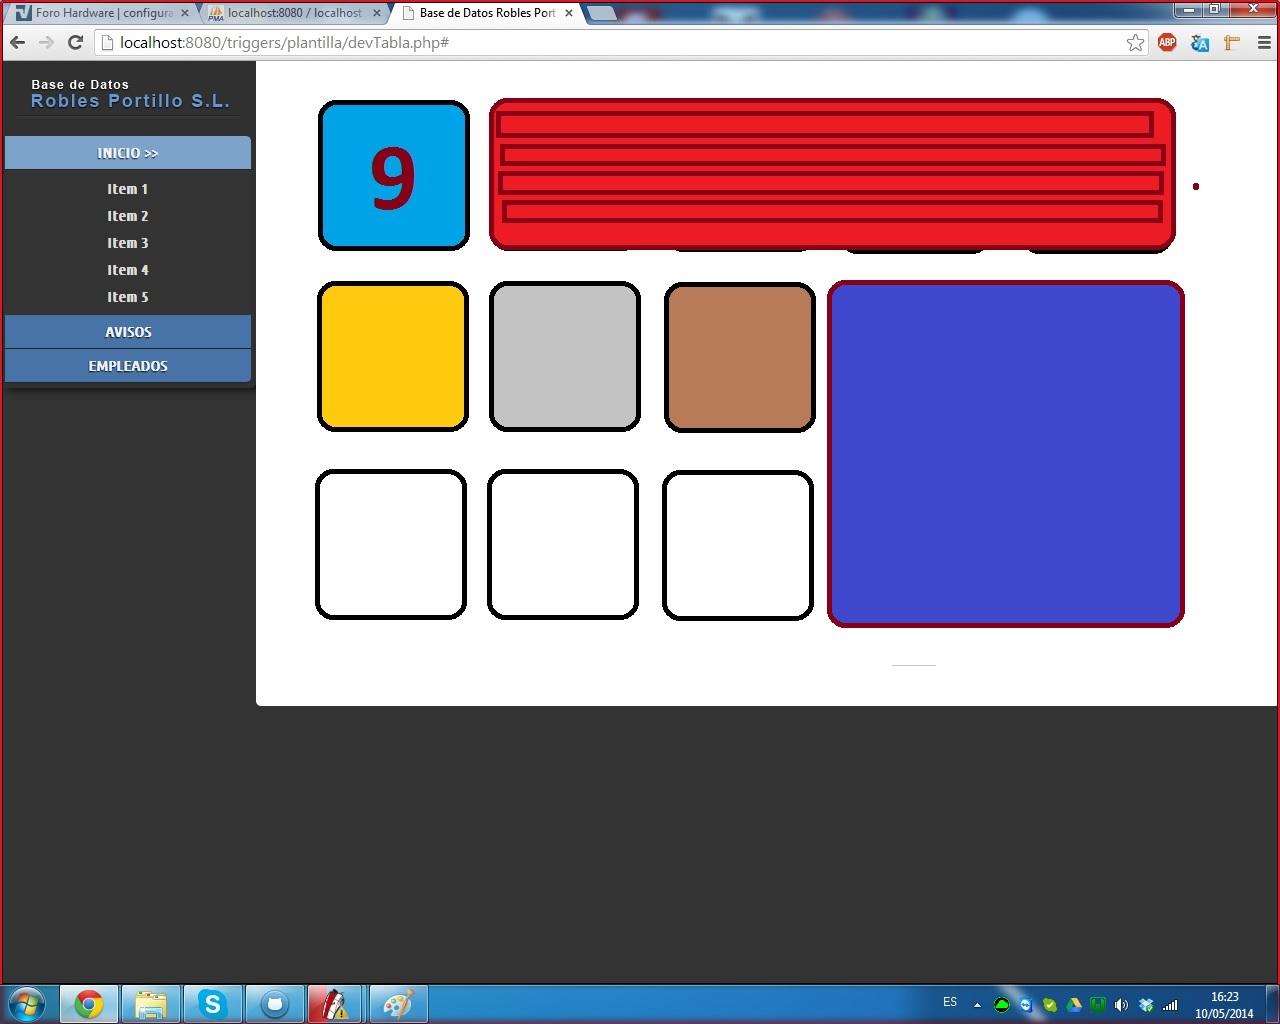 Foro Hardware | configura
localhost:8080 / localhost
Base de Datos Robles Port
localhost:8080/triggers/plantilla/devTabla.php#
ABP
Base de Datos
Robles Portillo S.L.
INICIO >>
Item 1
Item 2
Item 3
Item 4
Item 5
AVISOS
EMPLEADOS
9
ES
16:23
10/05/2014